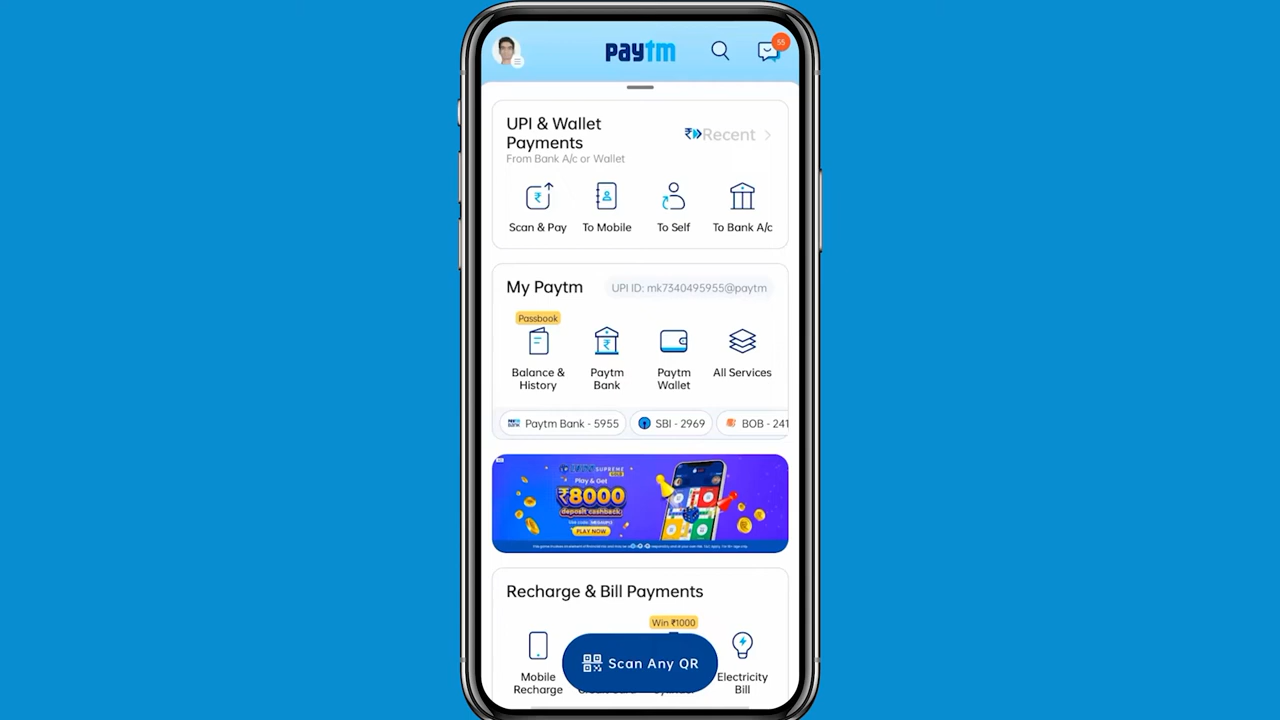 paytm
55
UPI & Wallet
Payments
Recent
From Bank A/c or Wallet
Scan & Pay
To Mobile
To Self
To Bank A/c
My Paytm
UPI ID: mk7340495955@paytm
Passbook
Balance &
History
Paytm
Bank
Paytm
Wallet
All Services
Paytm Bank - 5955
SBI - 2969
BOB - 241
SUPREME
Play & Get
₹8000
deposit cashback
PLAY NOW
Recharge & Bill Payments
Win ₹1000
Mobile
Recharge
Scan Any QR
Electricity
Bill